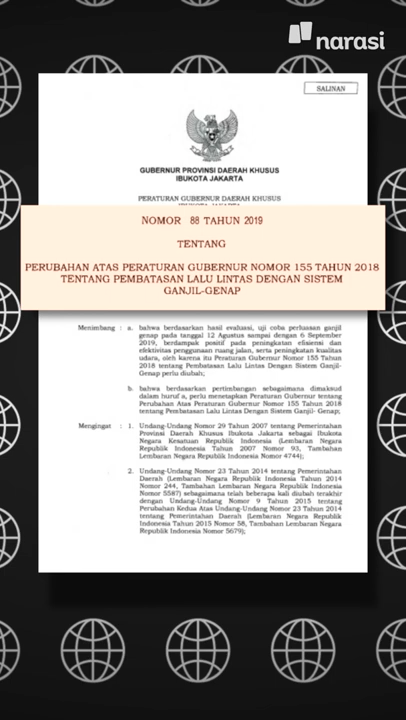 narasi
SALINAN
GUBERNUR PROVINSI DAERAH KHUSUS
IBUKOTA JAKARTA
PERATURAN GUBERNUR DAERAH KHUSUS
NOMOR 88 TAHUN 2019
TENTANG
PERUBAHAN ATAS PERATURAN GUBERNUR NOMOR 155 TAHUN 2018
TENTANG PEMBATASAN LALU LINTAS DENGAN SISTEM
GANJIL-GENAP
Menimbang : a. bahwa berdasarkan hasil evaluasi, uji coba perluasan ganjil
genap pada tanggal 12 Agustus sampai dengan 6 September
2019, berdampak positif pada peningkatan efisiensi dan
efektivitas penggunaan ruang jalan, serta peningkatan kualitas
udara, oleh karena itu Peraturan Gubernur Nomor 155 Tahun
2018 tentang Pembatasan Lalu Lintas Dengan Sistem Ganjil-
Genap perlu diubah;
b. bahwa berdasarkan pertimbangan sebagaimana dimaksud
dalam huruf a, perlu menetapkan Peraturan Gubernur tentang
Perubahan Atas Peraturan Gubernur Nomor 155 Tahun 2018
tentang Pembatasan Lalu Lintas Dengan Sistem Ganjil- Genap;
Mengingat : 1. Undang-Undang Nomor 29 Tahun 2007 tentang Pemerintahan
Provinsi Daerah Khusus Ibukota Jakarta sebagai Ibukota
Negara Kesatuan Republik Indonesia (Lembaran Negara
Republik Indonesia Tahun 2007 Nomor 93, Tambahan
Lembaran Negara Republik Indonesia Nomor 4744);
2. Undang-Undang Nomor 23 Tahun 2014 tentang Pemerintahan
Daerah (Lembaran Negara Republik Indonesia Tahun 2014
Nomor 244, Tambahan Lembaran Negara Republik Indonesia
Nomor 5587) sebagaimana telah beberapa kali diubah terakhir
dengan Undang-Undang Nomor 9 Tahun 2015 tentang
Perubahan Kedua Atas Undang-Undang Nomor 23 Tahun 2014
tentang Pemerintahan Daerah (Lembaran Negara Republik
Indonesia Tahun 2015 Nomor 58, Tambahan Lembaran Negara
Republik Indonesia Nomor 5679);